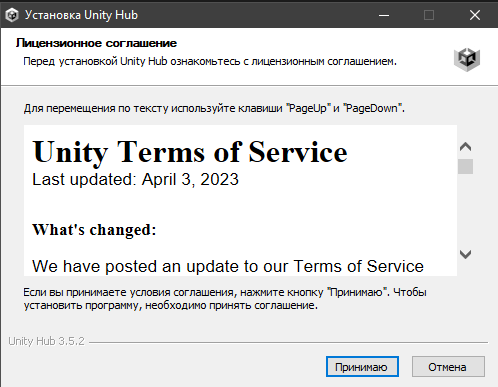 Установка Unity Hub
Лицензионное соглашение
Перед установкой Unity Hub ознакомьтесь с лицензионным соглашением.
Для перемещения по тексту используйте клавиши "PageUp" и "PageDown".
Unity Terms of Service
Last updated: April 3, 2023
What's changed:
We have posted an update to our Terms of Service
Если вы принимаете условия соглашения, нажмите кнопку "Принимаю". Чтобы
установить программу, необходимо принять соглашение.
Unity Hub 3.5.2
Принимаю
Отмена